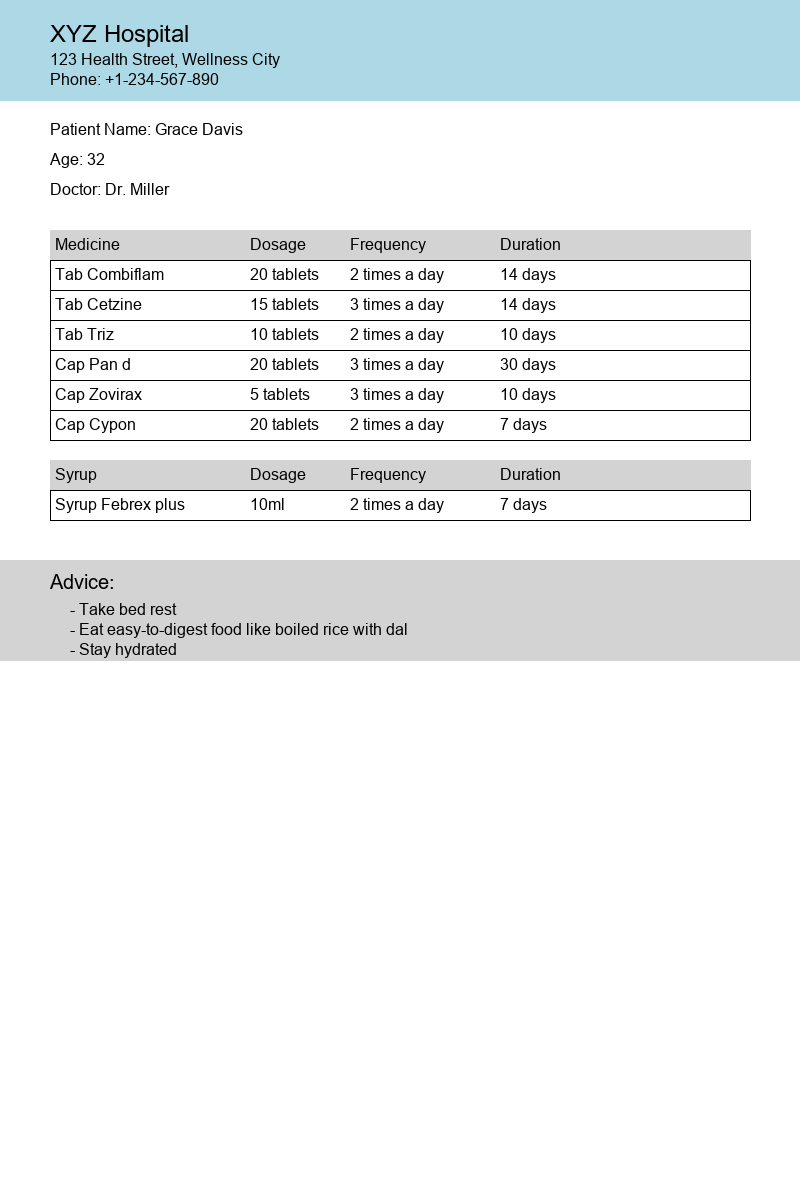 XYZ Hospital
123 Health Street, Wellness City
Phone: +1-234-567-890
Patient Name: Grace Davis
Age: 32
Doctor: Dr. Miller
Medicine Dosage Frequency Duration
Tab Combiflam 20 tablets 2 times a day 14 days
Tab Cetzine 15 tablets 3 times a day 14 days
Tab Triz 10 tablets 2 times a day 10 days
Cap Pan d 20 tablets 3 times a day 30 days
Cap Zovirax 5 tablets 3 times a day 10 days
Cap Cypon 20 tablets 2 times a day 7 days
Syrup Dosage Frequency Duration
Syrup Febrex plus 10ml 2 times a day 7 days
Advice:
- Take bed rest
- Eat easy-to-digest food like boiled rice with dal
- Stay hydrated